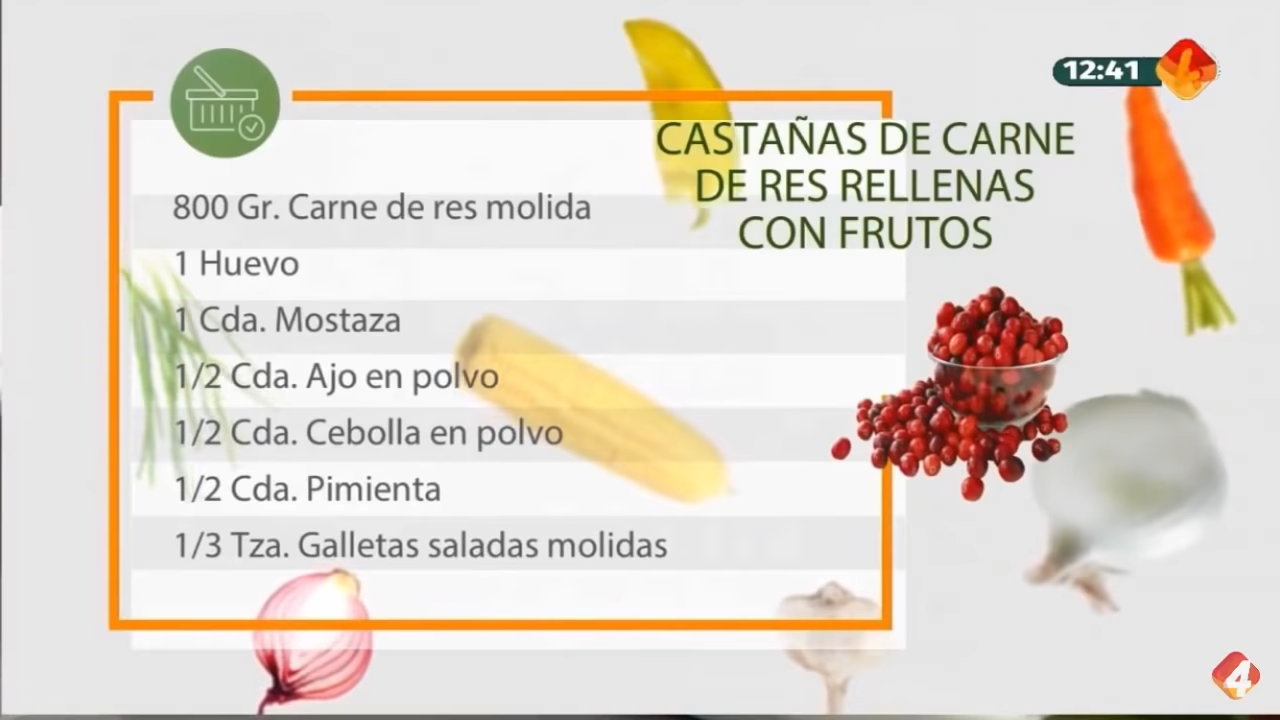 12:41
CASTAÑAS DE CARNE
DE RES RELLENAS
CON FRUTOS
800 Gr. Carne de res molida
1 Huevo
1 Cda. Mostaza
1/2 Cda. Ajo en polvo
1/2 Cda. Cebolla en polvo
1/2 Cda. Pimienta
1/3 Tza. Galletas saladas molidas
4